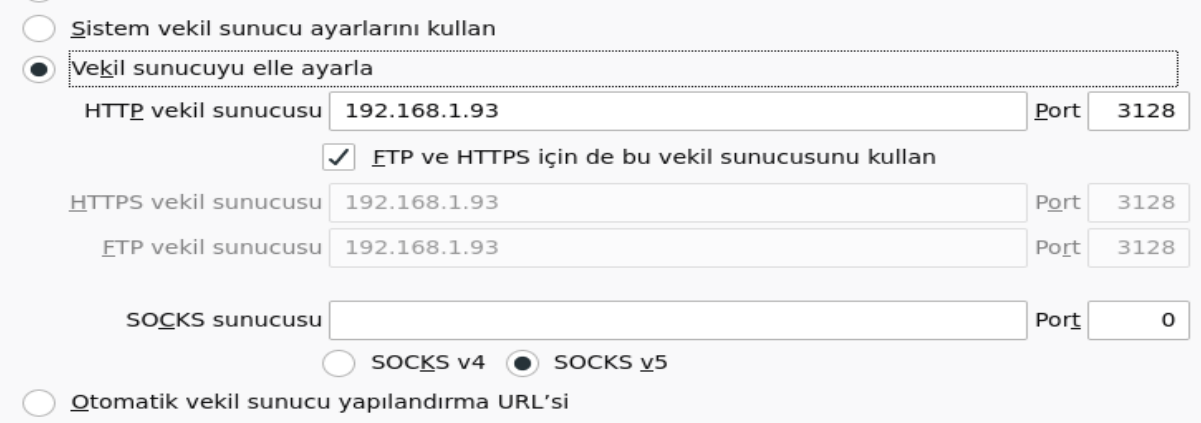 Sistem vekil sunucu ayarlarını kullan
Vekil sunucuyu elle ayarla
HTTP vekil sunucusu 192.168.1.93 Port 3128
FTP ve HTTPS için de bu vekil sunucusunu kullan
HTTPS vekil sunucusu 192.168.1.93 Port 3128
FTP vekil sunucusu 192.168.1.93 Port 3128
SOCKS sunucusu Port 0
SOCKS v4 SOCKS v5
Otomatik vekil sunucu yapılandırma URL’si